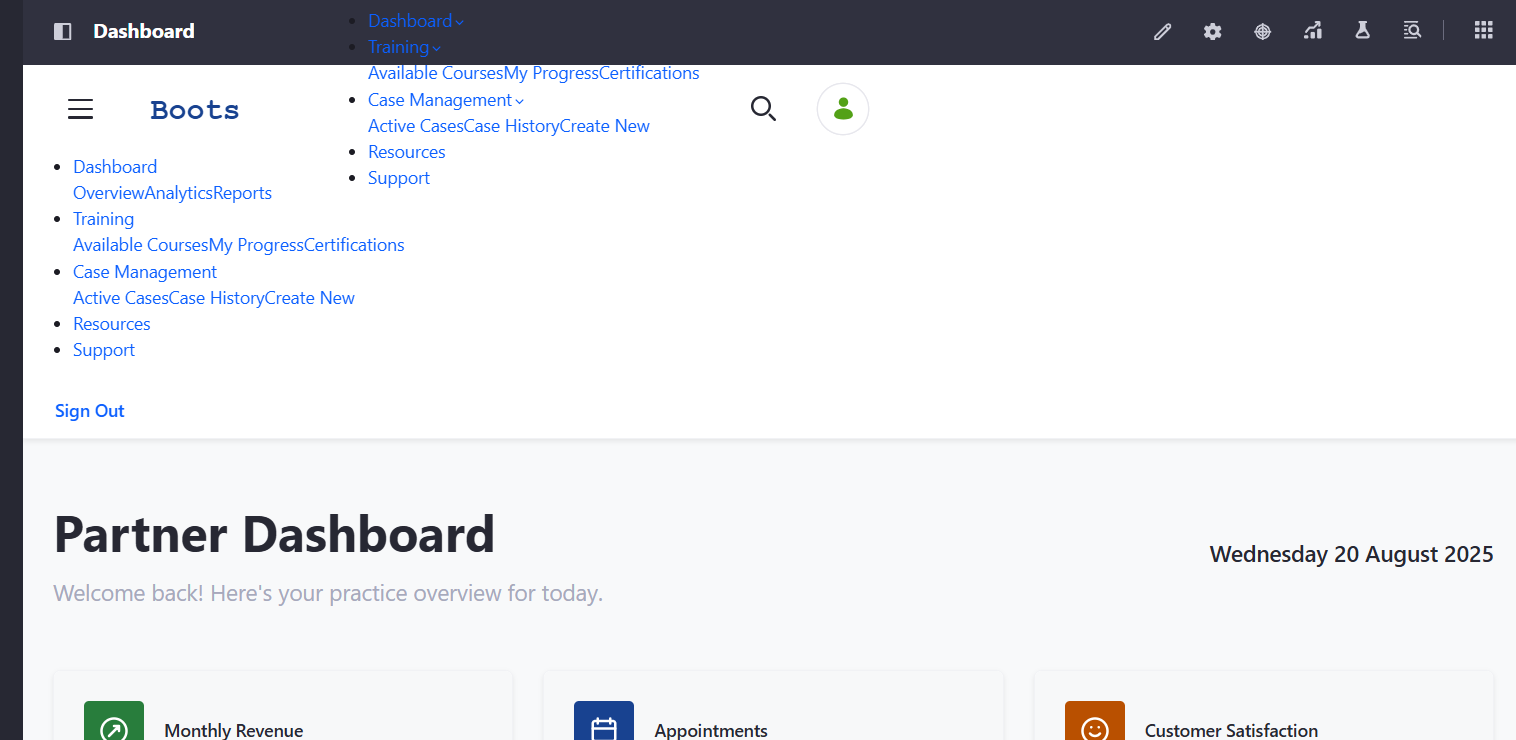 Dashboard
Dashboard
Training
Available CoursesMy ProgressCertifications
Case Management
Active CasesCase HistoryCreate New
Resources
Support
Boots
Dashboard
OverviewAnalyticsReports
Training
Available CoursesMy ProgressCertifications
Case Management
Active CasesCase HistoryCreate New
Resources
Support
Sign Out
Partner Dashboard
Wednesday 20 August 2025
Welcome back! Here's your practice overview for today.
Monthly Revenue
Appointments
Customer Satisfaction